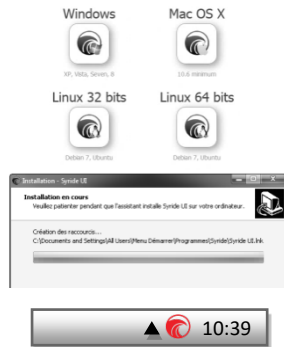 Windows
Mac OS X
XP, Vista, Seven, 8
10.6 minimum
Linux 32 bits
Linux 64 bits
Debian 7, Ubuntu
Debian 7, Ubuntu
Installation - Syride UI
Installation en cours
Veuillez patienter pendant que l'assistant installe Syride UI sur votre ordinateur.
Création des raccourcis...
C:\Documents and Settings\All Users\Menu Démarrer\Programmes\Syride\Syride UI.lnk
10:39